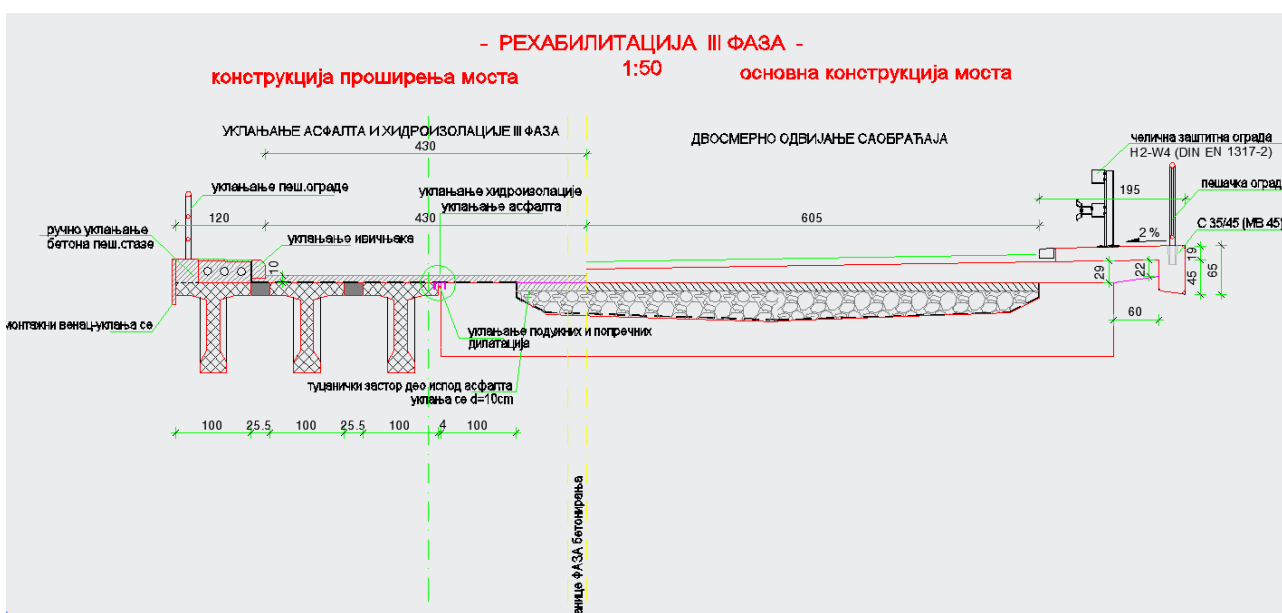 - РЕХАБИЛИТАЦИЈА III ФАЗА -
1:50
конструкција проширења моста
основна конструкција моста
УКЛАЊАЊЕ АСФАЛТА И ХИДРОИЗОЛАЦИЈЕ III ФАЗА
ДВОСМЕРНО ОДВИЈАЊЕ САОБРАЋАЈА
430
челична заштитна ограда
H2-W4 (DIN EN 1317-2)
уклањање пеш.ограде
уклањање хидроизолације
уклањање асфалта
195
пешачка оград
120
430
605
C 35/45 (МВ 45)
ручно уклањање
бетона пеш.стазе
уклањање ивичњака
2 %
10
29
22
19
45
65
60
монтажни венац-уклања се
уклањање подужних и попречних
дилатација
туцанички застор део испод асфалта
уклања се d=10cm
100
25.5
100
25.5
100
4
100
анице ФАЗА бетонирања